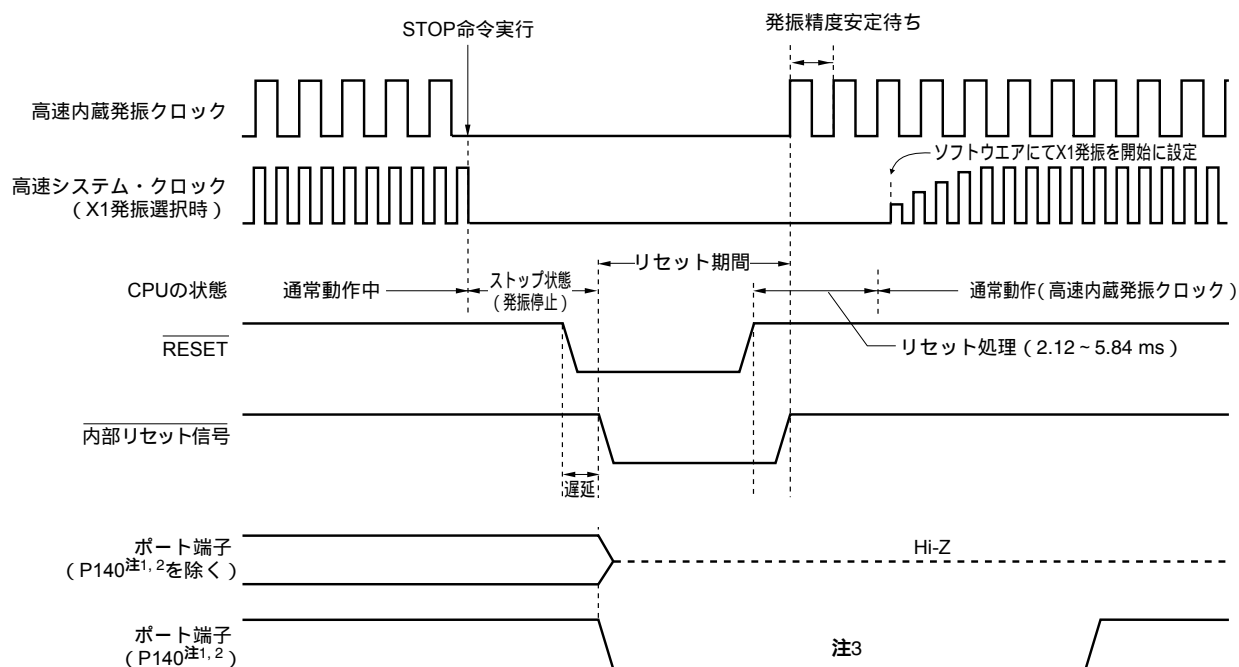 STOP命令実行
発振精度安定待ち
高速内蔵発振クロック
ソフトウエアにてX1発振を開始に設定
高速システム・クロック
（X1発振選択時）
リセット期間
CPUの状態
通常動作中
ストップ状態
（発振停止）
通常動作（高速内蔵発振クロック）
RESET
リセット処理（2.12～5.84 ms）
内部リセット信号
遅延
ポート端子
（P140注1, 2を除く）
Hi-Z
ポート端子
（P140注1, 2）
注3